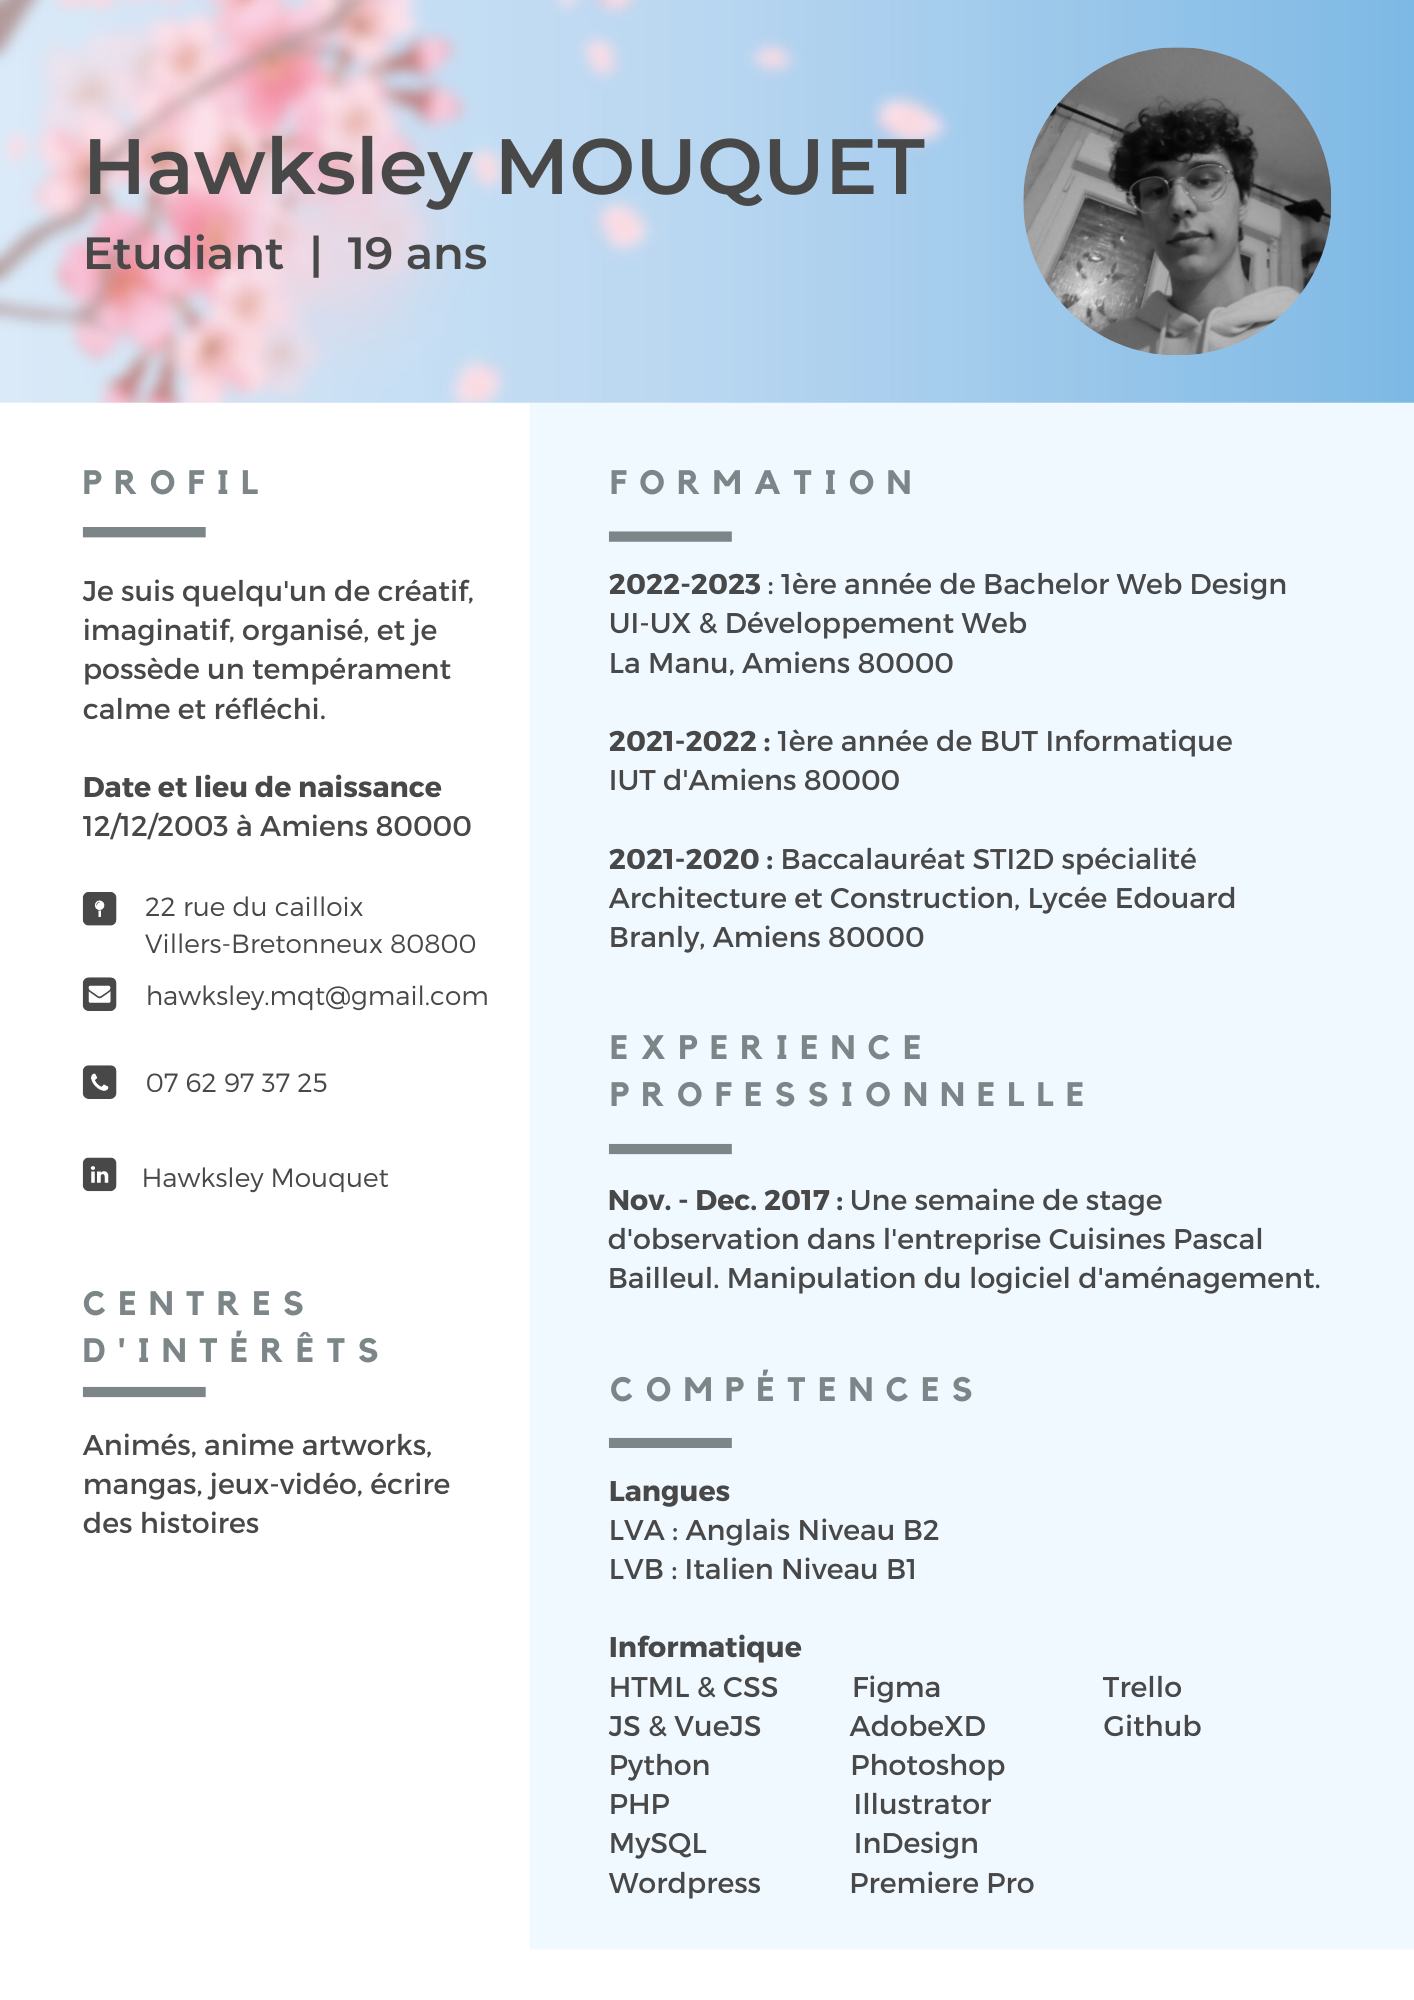 Hawksley MOUQUET
Etudiant | 19 ans
PROFIL
Je suis quelqu'un de créatif,
imaginatif, organisé, et je
possède un tempérament
calme et réfléchi.
Date et lieu de naissance
12/12/2003 à Amiens 80000
22 rue du cailloix
Villers-Bretonneux 80800
hawksley.mqt@gmail.com
07 62 97 37 25
in
Hawksley Mouquet
CENTRES
D'INTÉRÊTS
Animés, anime artworks,
mangas, jeux-vidéo, écrire
des histoires
FORMATION
2022-2023 : 1ère année de Bachelor Web Design
UI-UX & Développement Web
La Manu, Amiens 80000
2021-2022 : 1ère année de BUT Informatique
IUT d'Amiens 80000
2021-2020 : Baccalauréat STI2D spécialité
Architecture et Construction, Lycée Edouard
Branly, Amiens 80000
EXPERIENCE
PROFESSIONNELLE
Nov. - Dec. 2017 : Une semaine de stage
d'observation dans l'entreprise Cuisines Pascal
Bailleul. Manipulation du logiciel d'aménagement.
COMPÉTENCES
Langues
LVA : Anglais Niveau B2
LVB : Italien Niveau B1
Informatique
HTML & CSS Figma Trello
JS & VueJS AdobeXD Github
Python Photoshop
PHP Illustrator
MySQL InDesign
Wordpress Premiere Pro